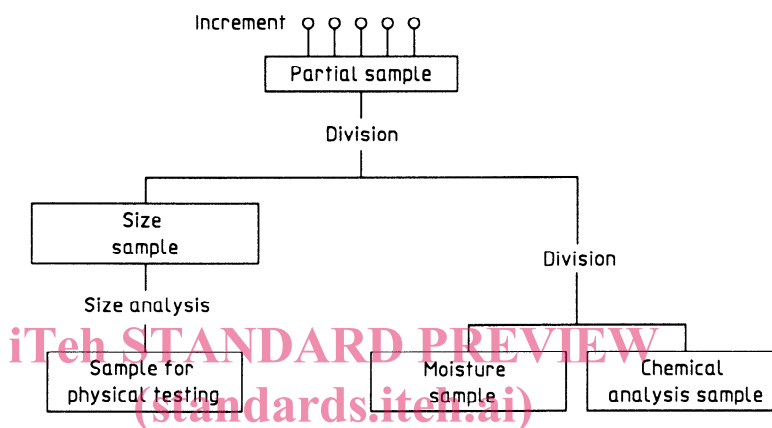 Increment
Partial sample
Division
Size
sample
Division
Size analysis
iTeh STANDARD PREVIEW
Sample for
physical testing
Moisture
sample
Chemical
analysis sample
(standards.iteh.ai)